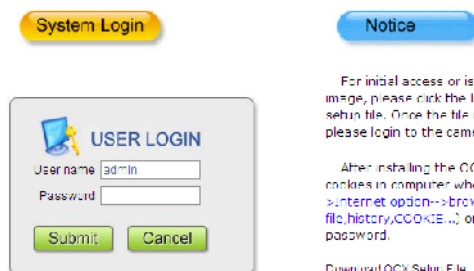 System Login
Notice
USER LOGIN
User name admin
Password
Submit Cancel
For initial access or is
image, please click the
setup file. Once the file
please login to the came
After installing the OC
cookies in computer whe
>Internet option-->brow
file,history,COOKIE...) or
password.
Download OCX Setup File